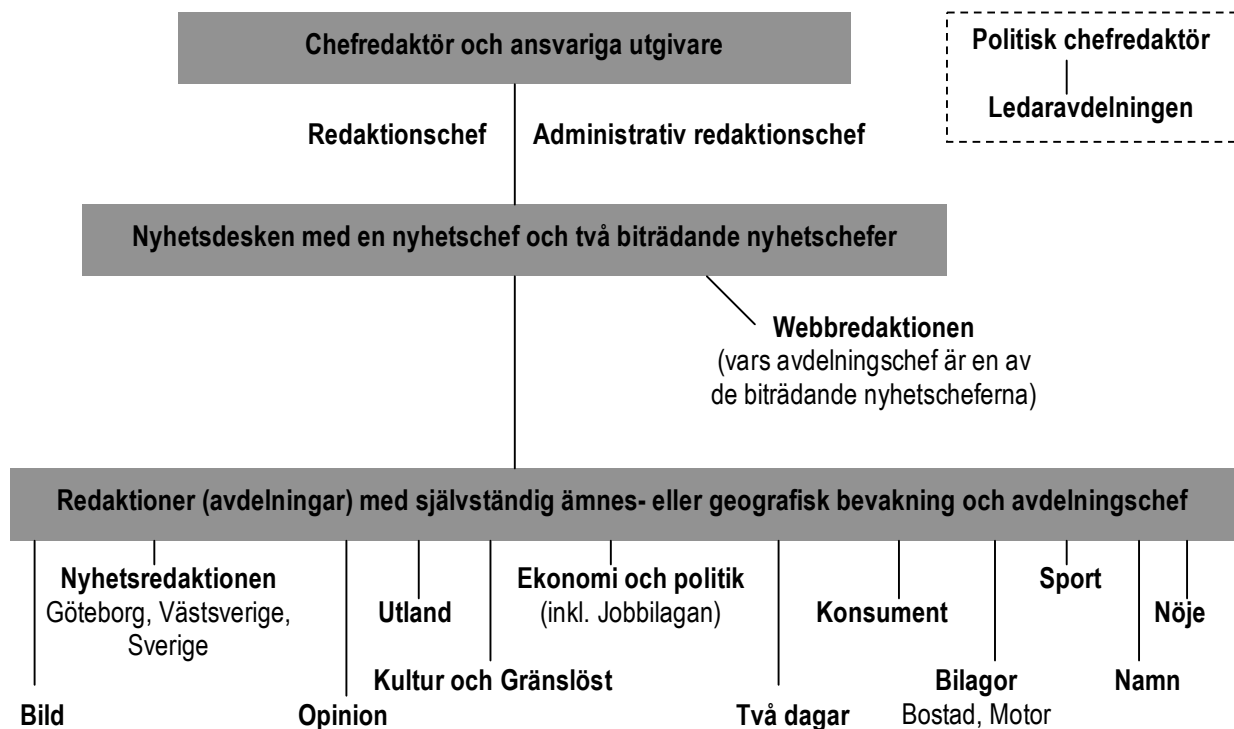 Chefredaktör och ansvariga utgivare
Politisk chefredaktör
Ledaravdelningen
Redaktionschef
Administrativ redaktionschef
Nyhetsdesken med en nyhetschef och två biträdande nyhetschefer
Webbredaktionen
(vars avdelningschef är en av
de biträdande nyhetscheferna)
Redaktioner (avdelningar) med självständig ämnes- eller geografisk bevakning och avdelningschef
Nyhetsredaktionen
Göteborg, Västsverige,
Sverige
Utland
Ekonomi och politik
(inkl. Jobbilagan)
Konsument
Sport
Nöje
Kultur och Gränslöst
Bilagor
Bostad, Motor
Namn
Bild
Opinion
Två dagar